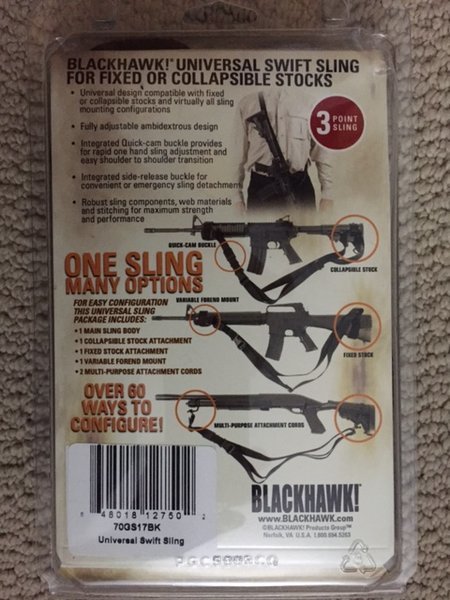 BLACKHAWK!® UNIVERSAL SWIFT SLING
FOR FIXED OR COLLAPSIBLE STOCKS
• Universal design compatible with fixed
or collapsible stocks and virtually all sling
mounting configurations
• Fully adjustable ambidextrous design
• Integrated Quick-cam buckle provides
for rapid one hand sling adjustment and
easy shoulder to shoulder transition
• Integrated side-release buckle for
convenient or emergency sling detachment
• Robust sling components, web materials
and stitching for maximum strength
and performance
3 POINT
SLING
QUICK-CAM BUCKLE
COLLAPSIBLE STOCK
ONE SLING
MANY OPTIONS
FOR EASY CONFIGURATION
THIS UNIVERSAL SLING
PACKAGE INCLUDES:
• 1 MAIN SLING BODY
• 1 COLLAPSIBLE STOCK ATTACHMENT
• 1 FIXED STOCK ATTACHMENT
• 1 VARIABLE FOREND MOUNT
• 2 MULTI-PURPOSE ATTACHMENT CORDS
VARIABLE FOREND MOUNT
FIXED STOCK
OVER 60
WAYS TO
CONFIGURE!
MULTI-PURPOSE ATTACHMENT CORDS
6 48018 12750 2
70GS17BK
Universal Swift Sling
BLACKHAWK!
www.BLACKHAWK.com
©BLACKHAWK! Products Group™
Norfolk, VA U.S.A 1.800.694.5263